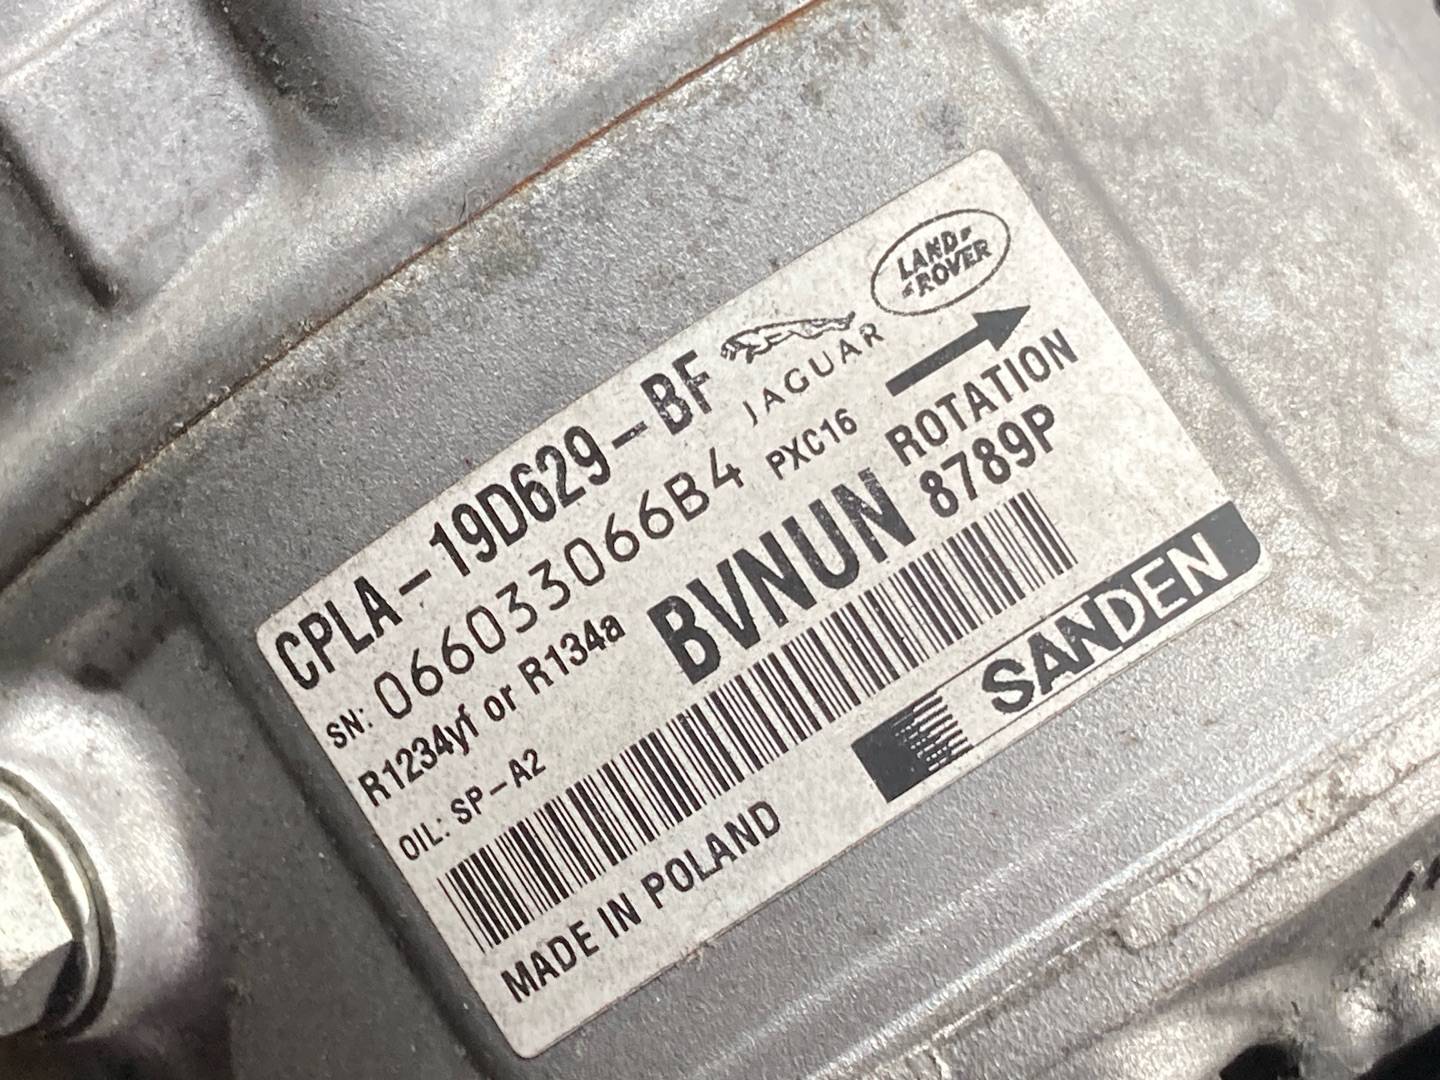 LAND-
-ROVER
CPLA-19D629-BF
JAGUAR
SN: 066033066B4
PXC16
ROTATION
R1234yf or R134a
BVNUN
8789P
OIL: SP-A2
SANDEN
MADE IN POLAND